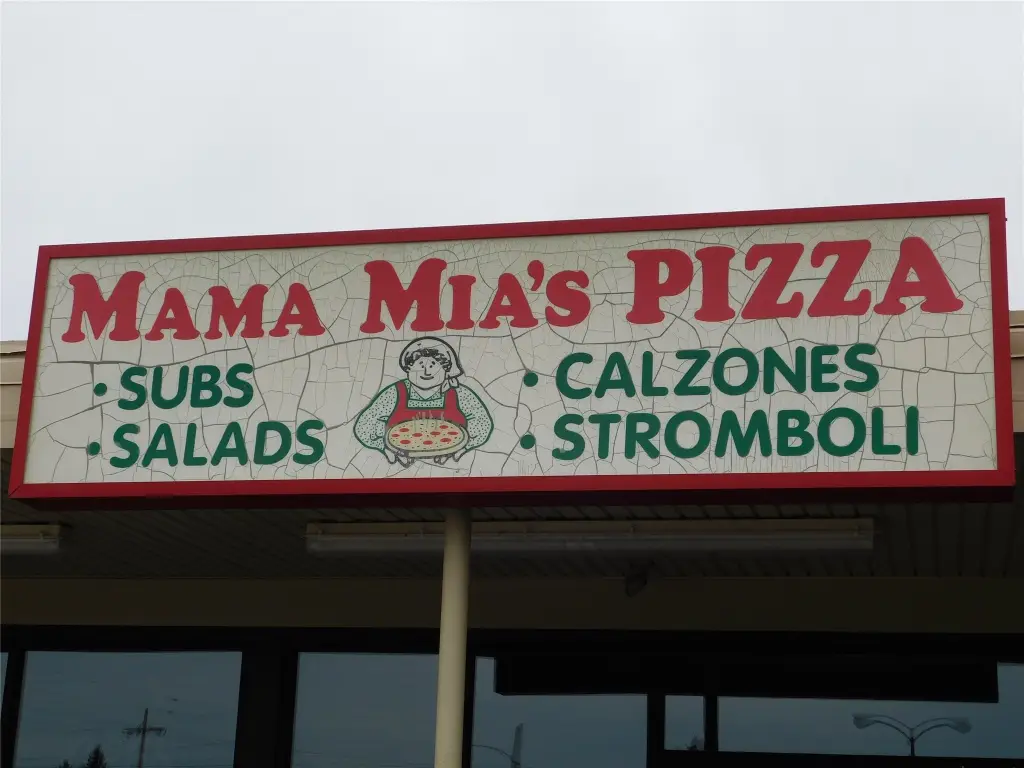 MAMA MIA'S PIZZA
• SUBS
• SALADS
• CALZONES
• STROMBOLI